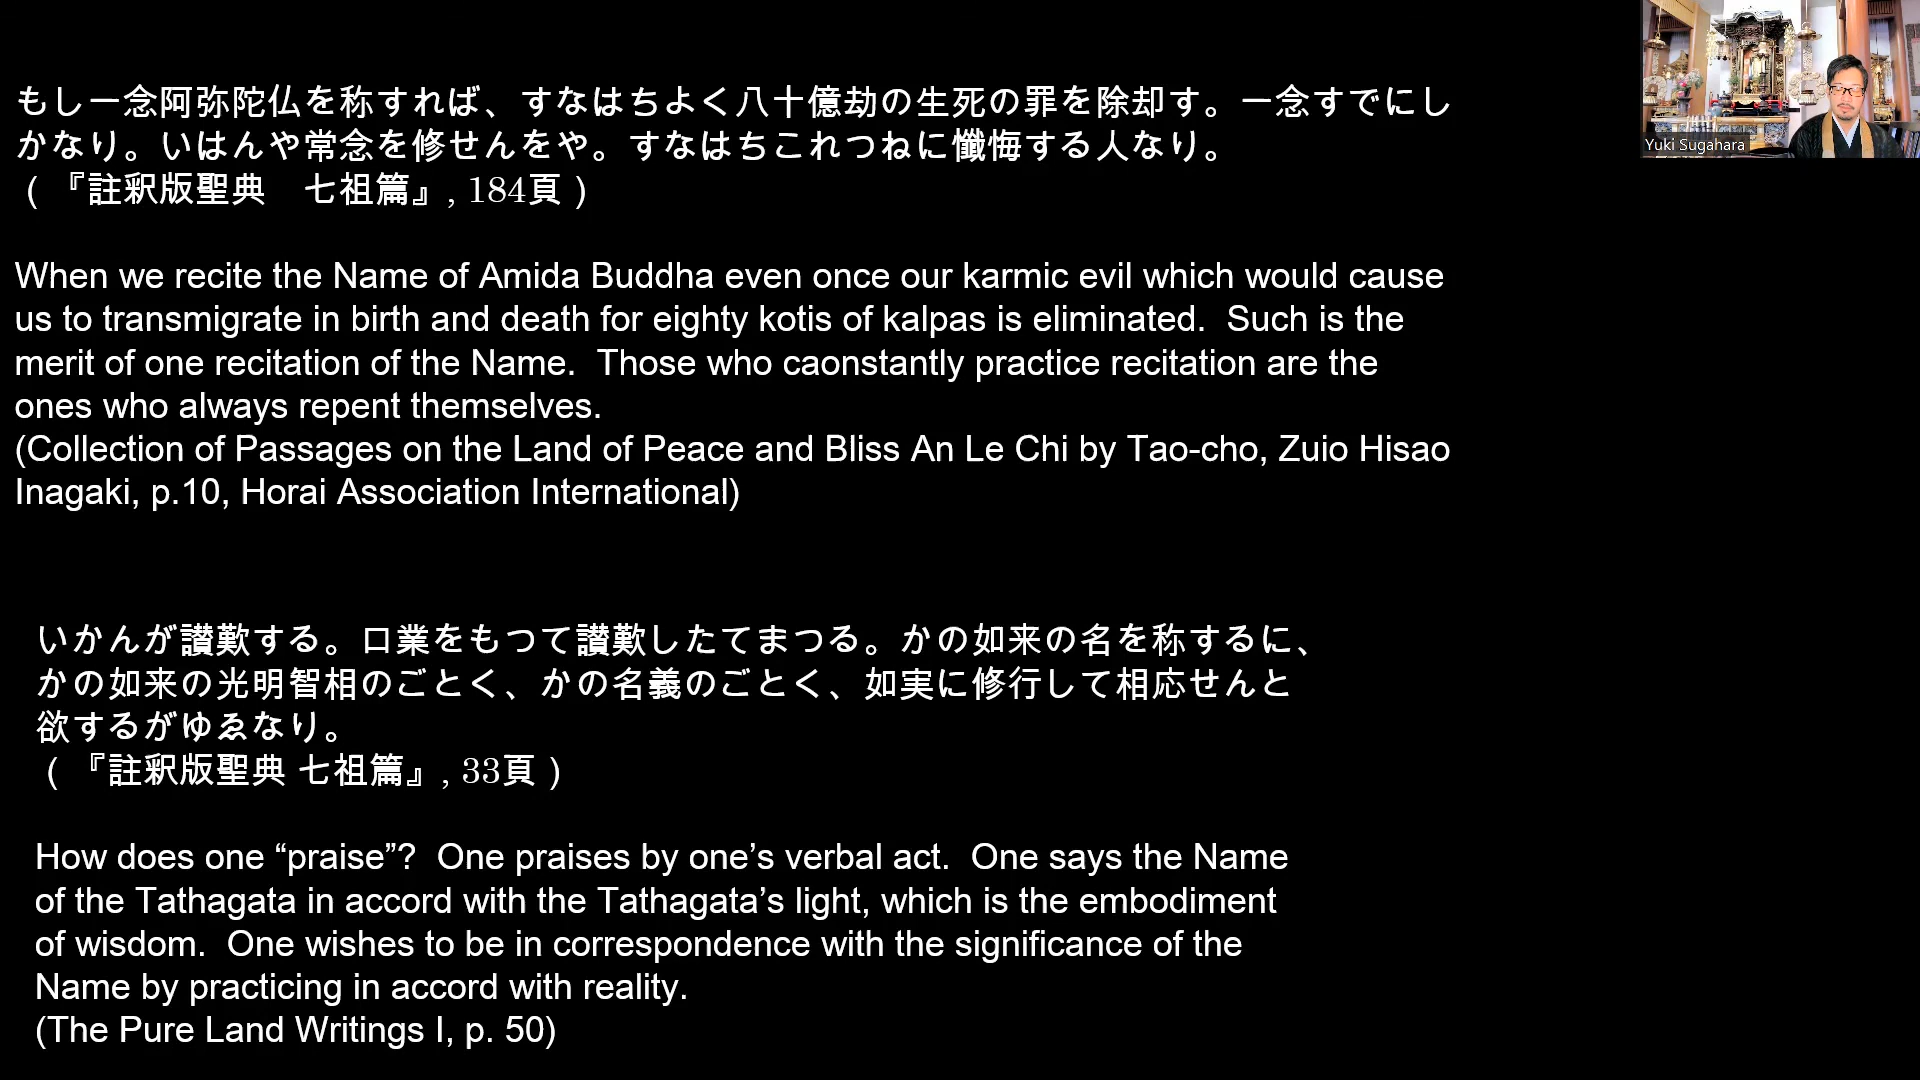 もし一念阿弥陀仏を称すれば、すなはちよく八十億劫の生死の罪を除却す。一念すでにし
かなり。いはんや常念を修せんをや。すなはちこれつねに懺悔する人なり。
(『註釈版聖典　七祖篇』, 184頁)
When we recite the Name of Amida Buddha even once our karmic evil which would cause
us to transmigrate in birth and death for eighty kotis of kalpas is eliminated.  Such is the
merit of one recitation of the Name.  Those who caonstantly practice recitation are the
ones who always repent themselves.
(Collection of Passages on the Land of Peace and Bliss An Le Chi by Tao-cho, Zuio Hisao
Inagaki, p.10, Horai Association International)
いかんが讃歎する。口業をもつて讃歎したてまつる。かの如来の名を称するに、
かの如来の光明智相のごとく、かの名義のごとく、如実に修行して相応せんと
欲するがゆゑなり。
(『註釈版聖典 七祖篇』, 33頁)
How does one “praise”?  One praises by one’s verbal act.  One says the Name
of the Tathagata in accord with the Tathagata’s light, which is the embodiment
of wisdom.  One wishes to be in correspondence with the significance of the
Name by practicing in accord with reality.
(The Pure Land Writings I, p. 50)
Yuki Sugahara